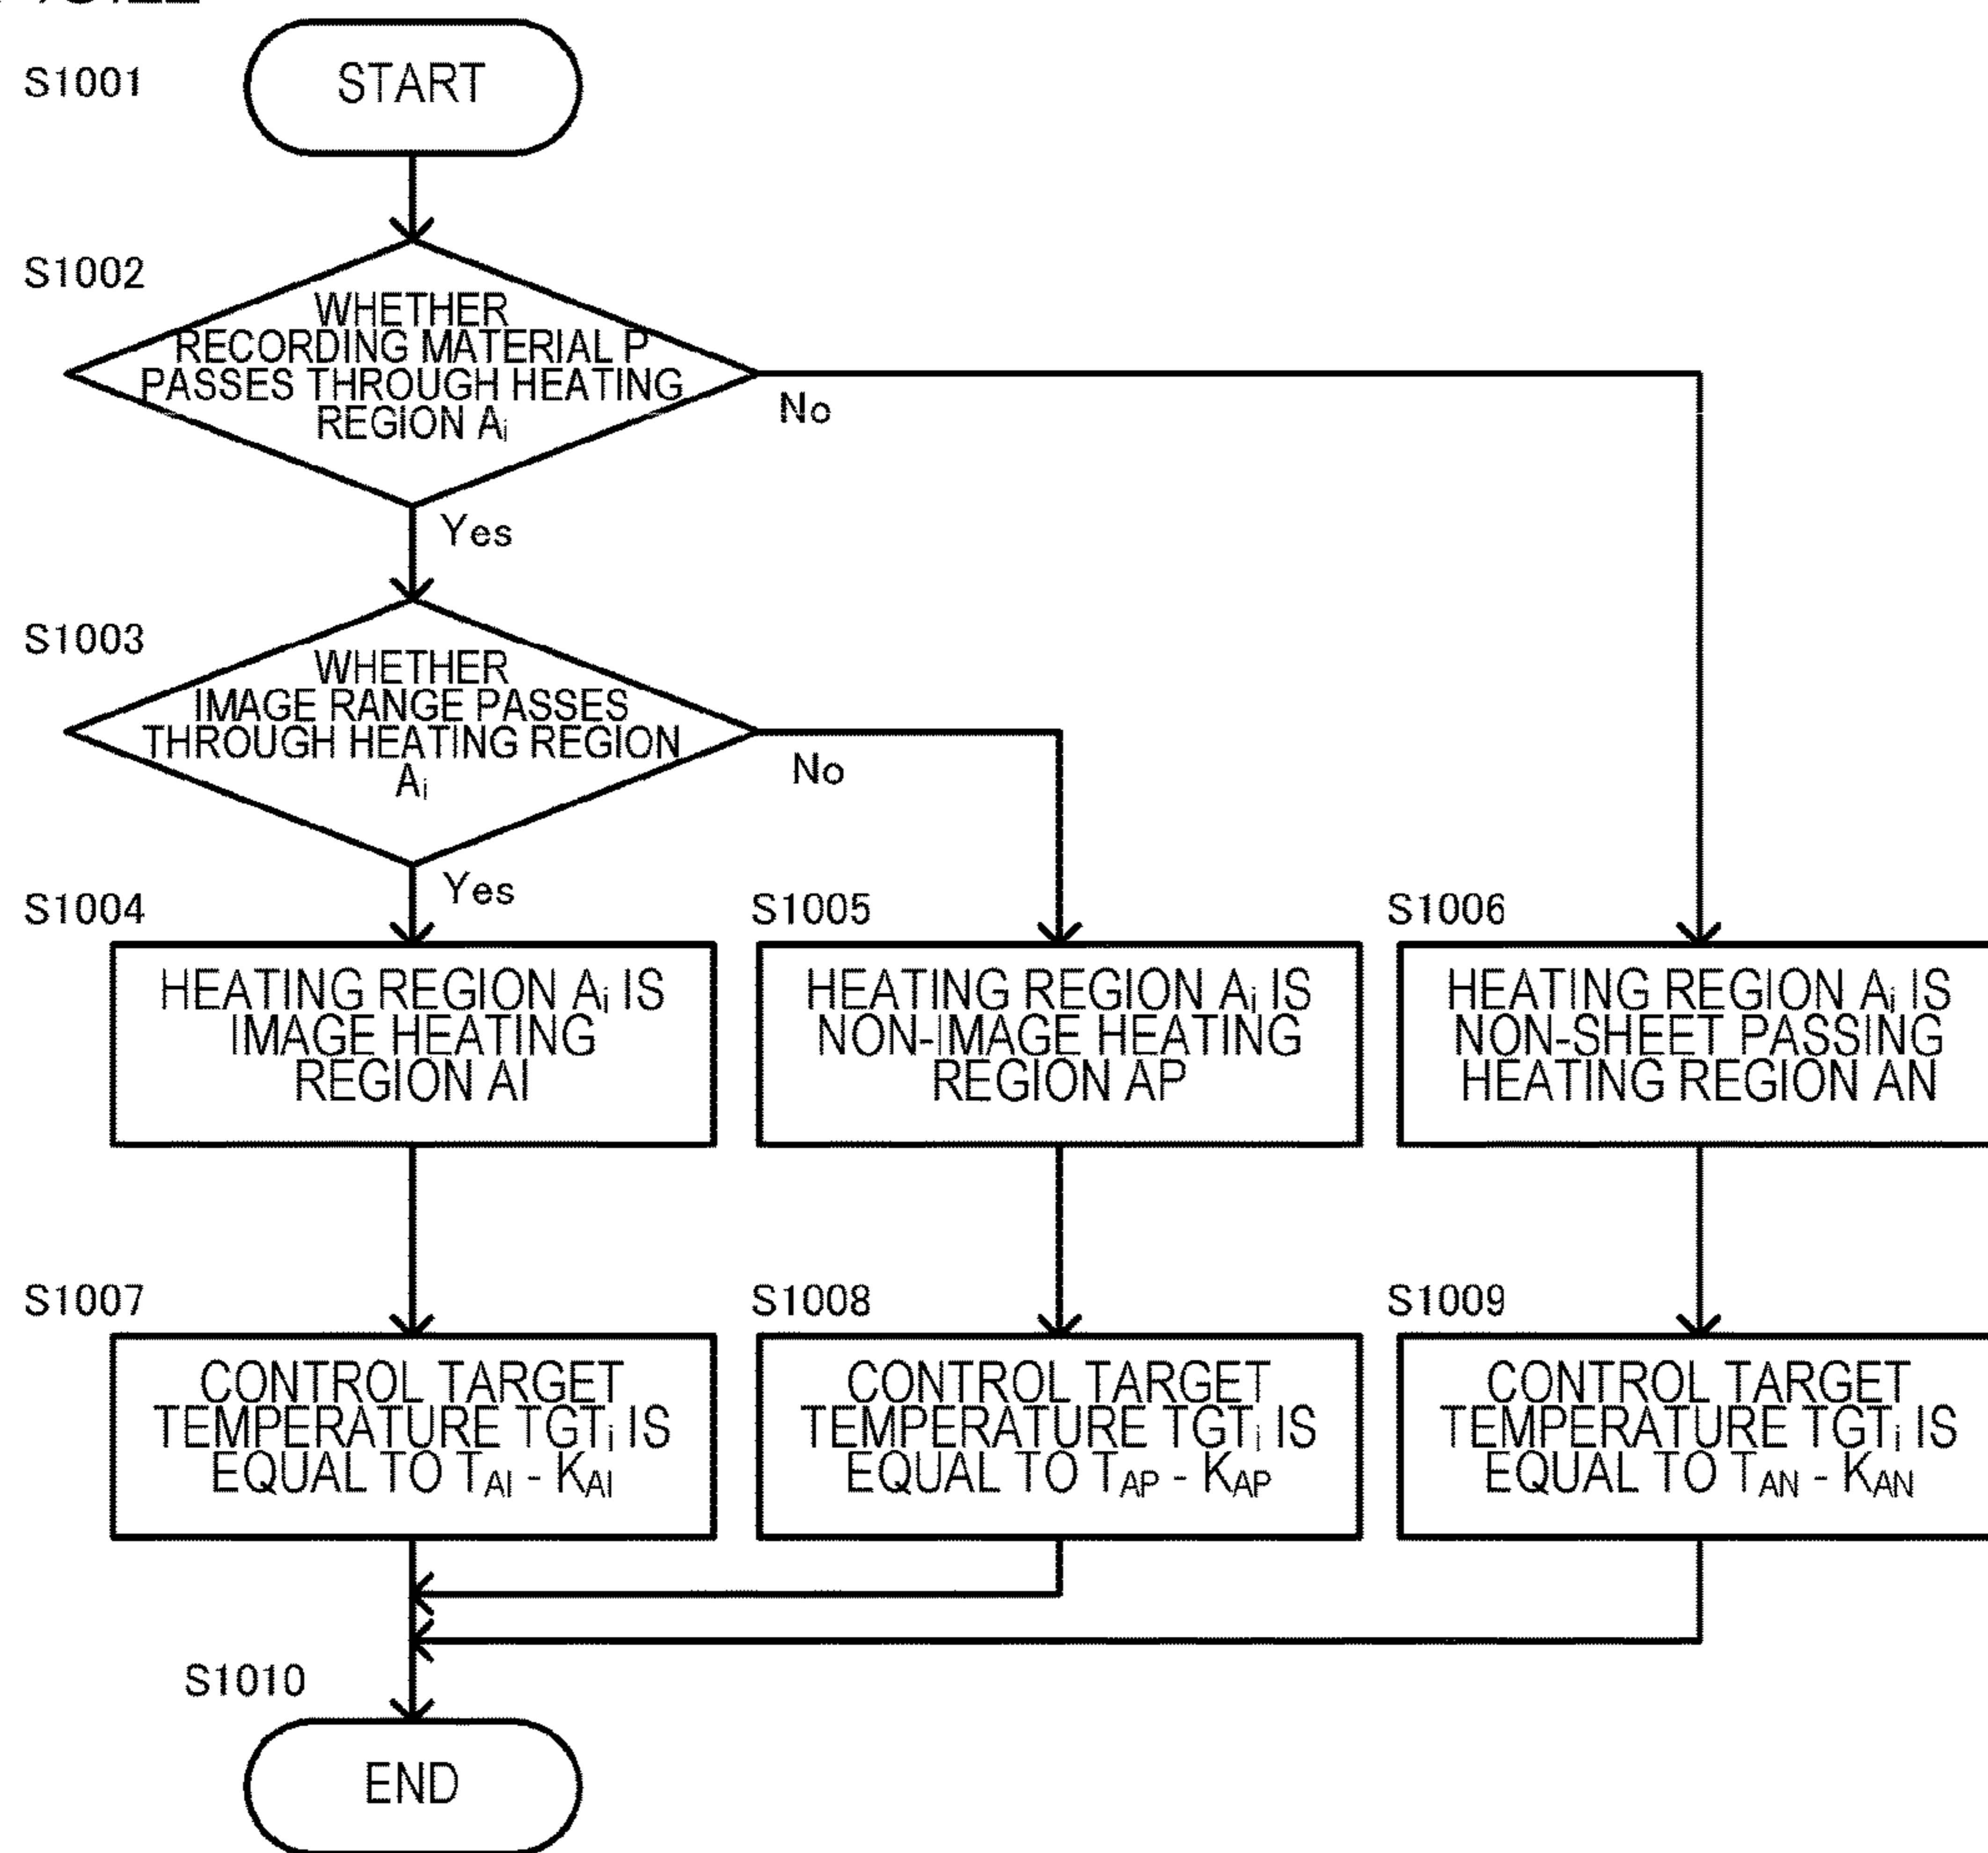 S1001
START
S1002
WHETHER
RECORDING MATERIAL P
PASSES THROUGH HEATING
REGION Ai
No
Yes
S1003
WHETHER
IMAGE RANGE PASSES
THROUGH HEATING REGION
Ai
No
Yes
S1004
HEATING REGION Ai IS
IMAGE HEATING
REGION AI
S1005
HEATING REGION Ai IS
NON-IMAGE HEATING
REGION AP
S1006
HEATING REGION Ai IS
NON-SHEET PASSING
HEATING REGION AN
S1007
CONTROL TARGET
TEMPERATURE TGTi IS
EQUAL TO TAI - KAI
S1008
CONTROL TARGET
TEMPERATURE TGTi IS
EQUAL TO TAP - KAP
S1009
CONTROL TARGET
TEMPERATURE TGTi IS
EQUAL TO TAN - KAN
S1010
END